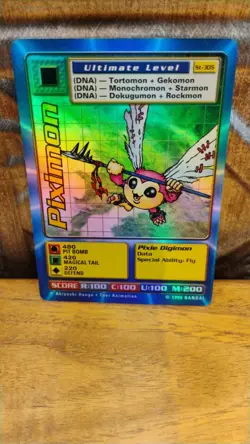 Ultimate Level
St-30S
(DNA) — Tortomon + Gekomon
(DNA) — Monochromon + Starmon
(DNA) — Dokugumon + Rockmon
Piximon
480
PIT BOMB
420
MAGICAL TAIL
220
DEFEND
Pixie Digimon
Data
Special Ability: Fly
SCORE R:100 C:100 U:100 M:200
© Akiyoshi Hongo • Toei Animation
© 1999 BANDAI